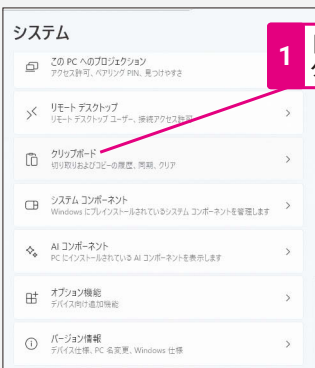 システム
この PC へのプロジェクション
アクセス許可、ペアリング PIN、見つけやすさ
1
リモート デスクトップ
リモート デスクトップ ユーザー、接続アクセス許可
クリップボード
切り取りおよびコピーの履歴、同期、クリア
システム コンポーネント
Windows にプレインストールされているシステム コンポーネントを管理します
AI コンポーネント
PC にインストールされている AI コンポーネントを表示します
オプション機能
デバイス向け追加機能
バージョン情報
デバイス仕様、PC 名変更、Windows 仕様